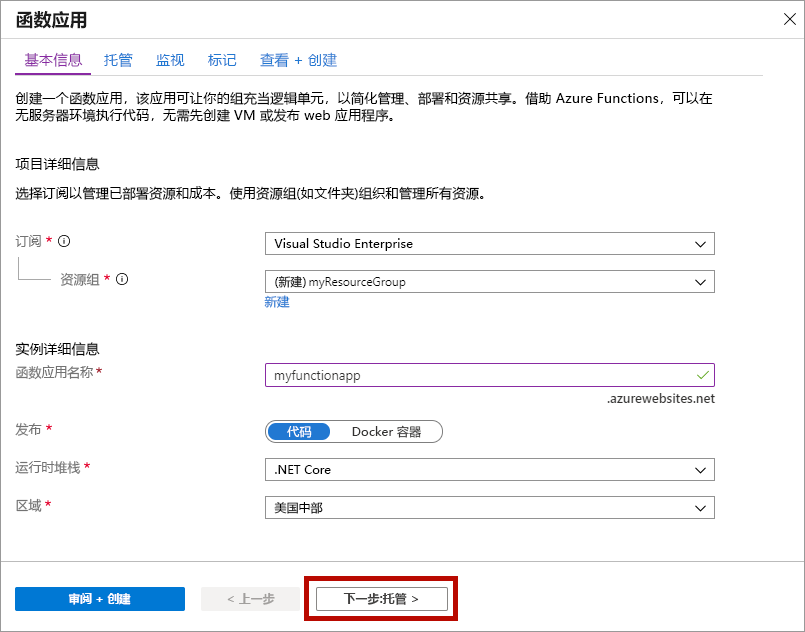 函数应用
基本信息 托管 监视 标记 查看 + 创建
创建一个函数应用，该应用可让你的组充当逻辑单元，以简化管理、部署和资源共享。借助 Azure Functions，可以在
无服务器环境执行代码，无需先创建 VM 或发布 web 应用程序。
项目详细信息
选择订阅以管理已部署资源和成本。使用资源组(如文件夹)组织和管理所有资源。
订阅 * Visual Studio Enterprise
资源组 * (新建) myResourceGroup
新建
实例详细信息
函数应用名称* myfunctionapp
.azurewebsites.net
发布 * 代码 Docker 容器
运行时堆栈 * .NET Core
区域 * 美国中部
审阅 + 创建 < 上一步 下一步:托管 >